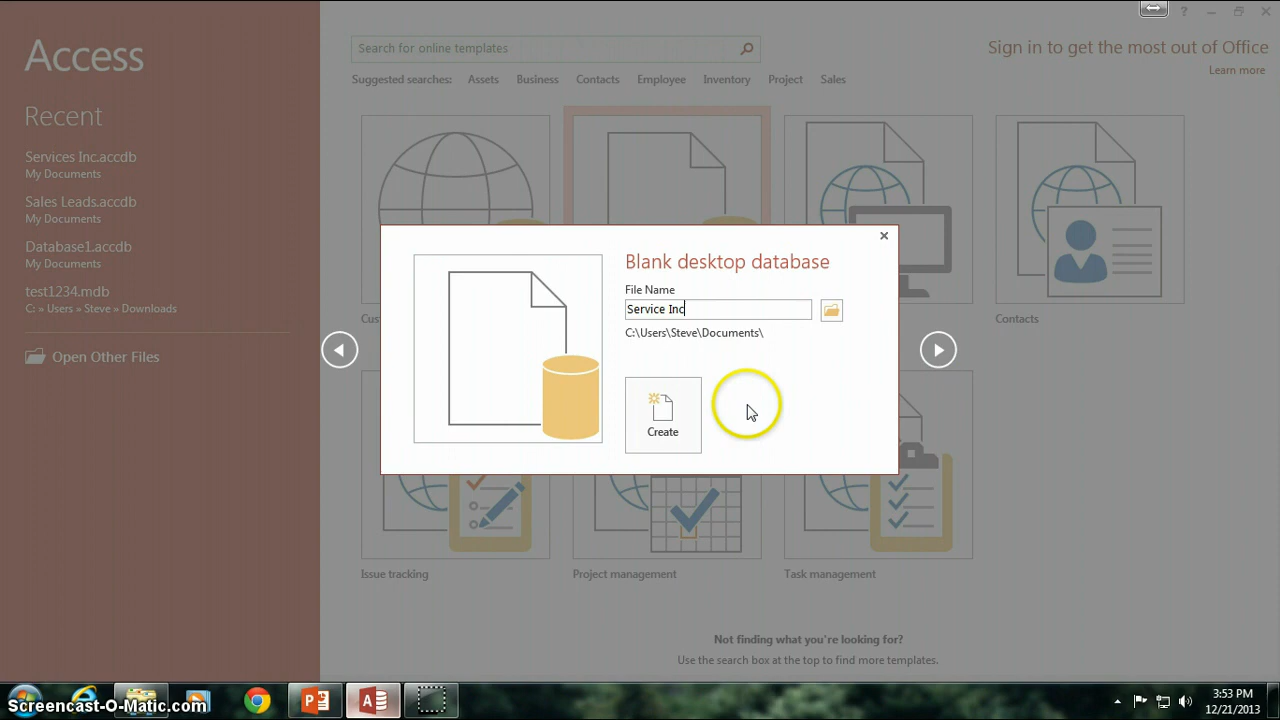 Access
Recent
Services Inc.accdb
My Documents
Sales Leads.accdb
My Documents
Database1.accdb
My Documents
test1234.mdb
C: » Users » Steve » Downloads
Open Other Files
?
Search for online templates
Suggested searches: Assets Business Contacts Employee Inventory Project Sales
Sign in to get the most out of Office
Learn more
Blank desktop database
File Name
Service Inc
C:\Users\Steve\Documents\
Create
Cus
Contacts
Issue tracking
Project management
Task management
Not finding what you're looking for?
Use the search box at the top to find more templates.
Screencast-O-Matic.com
3:53 PM
12/21/2013